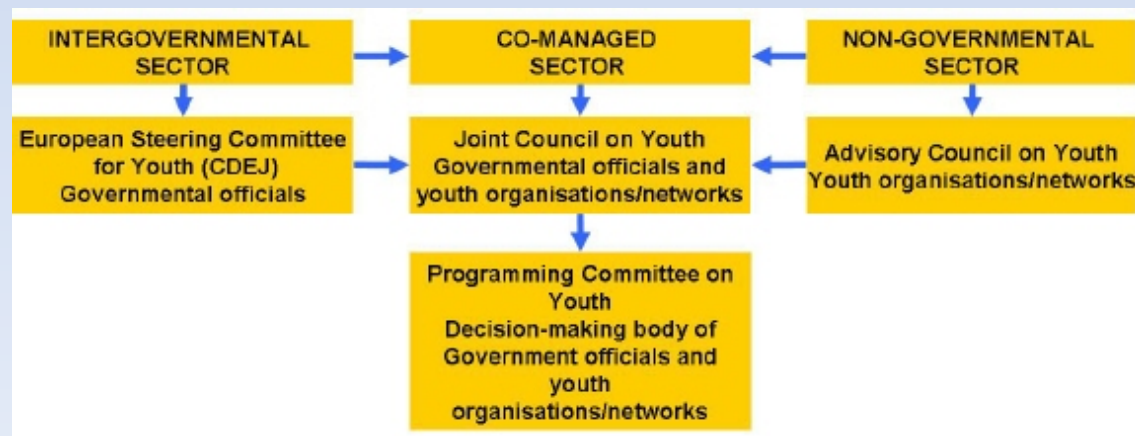 INTERGOVERNMENTAL
SECTOR
CO-MANAGED
SECTOR
NON-GOVERNMENTAL
SECTOR
European Steering Committee
for Youth (CDEJ)
Governmental officials
Joint Council on Youth
Governmental officials and
youth organisations/networks
Advisory Council on Youth
Youth organisations/networks
Programming Committee on
Youth
Decision-making body of
Government officials and
youth
organisations/networks